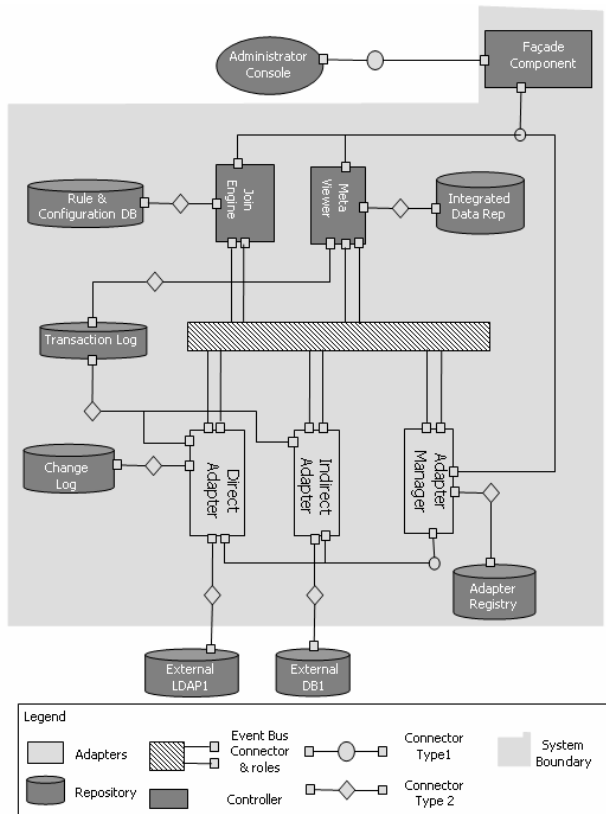 Administrator
Console
Façade
Component
Rule &
Configuration DB
Join
Engine
Meta
Viewer
Integrated
Data Rep
Transaction Log
Change
Log
Direct
Adapter
Indirect
Adapter
Adapter
Manager
Adapter
Registry
External
LDAP1
External
DB1
Legend
Adapters
Repository
Event Bus
Connector
& roles
Controller
Connector
Type1
Connector
Type 2
System
Boundary